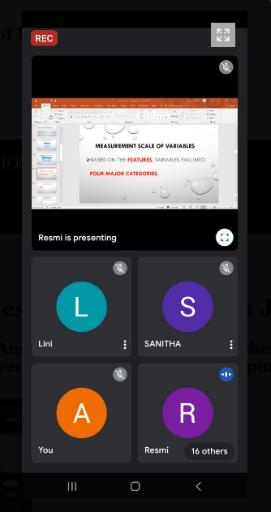 REC
MEASUREMENT SCALE OF VARIABLES
➢BASED ON THE FEATURES, VARIABLES FALL INTO
FOUR MAJOR CATEGORIES.
Resmi is presenting
L
Lini
S
SANITHA
A
You
R
Resmi
16 others